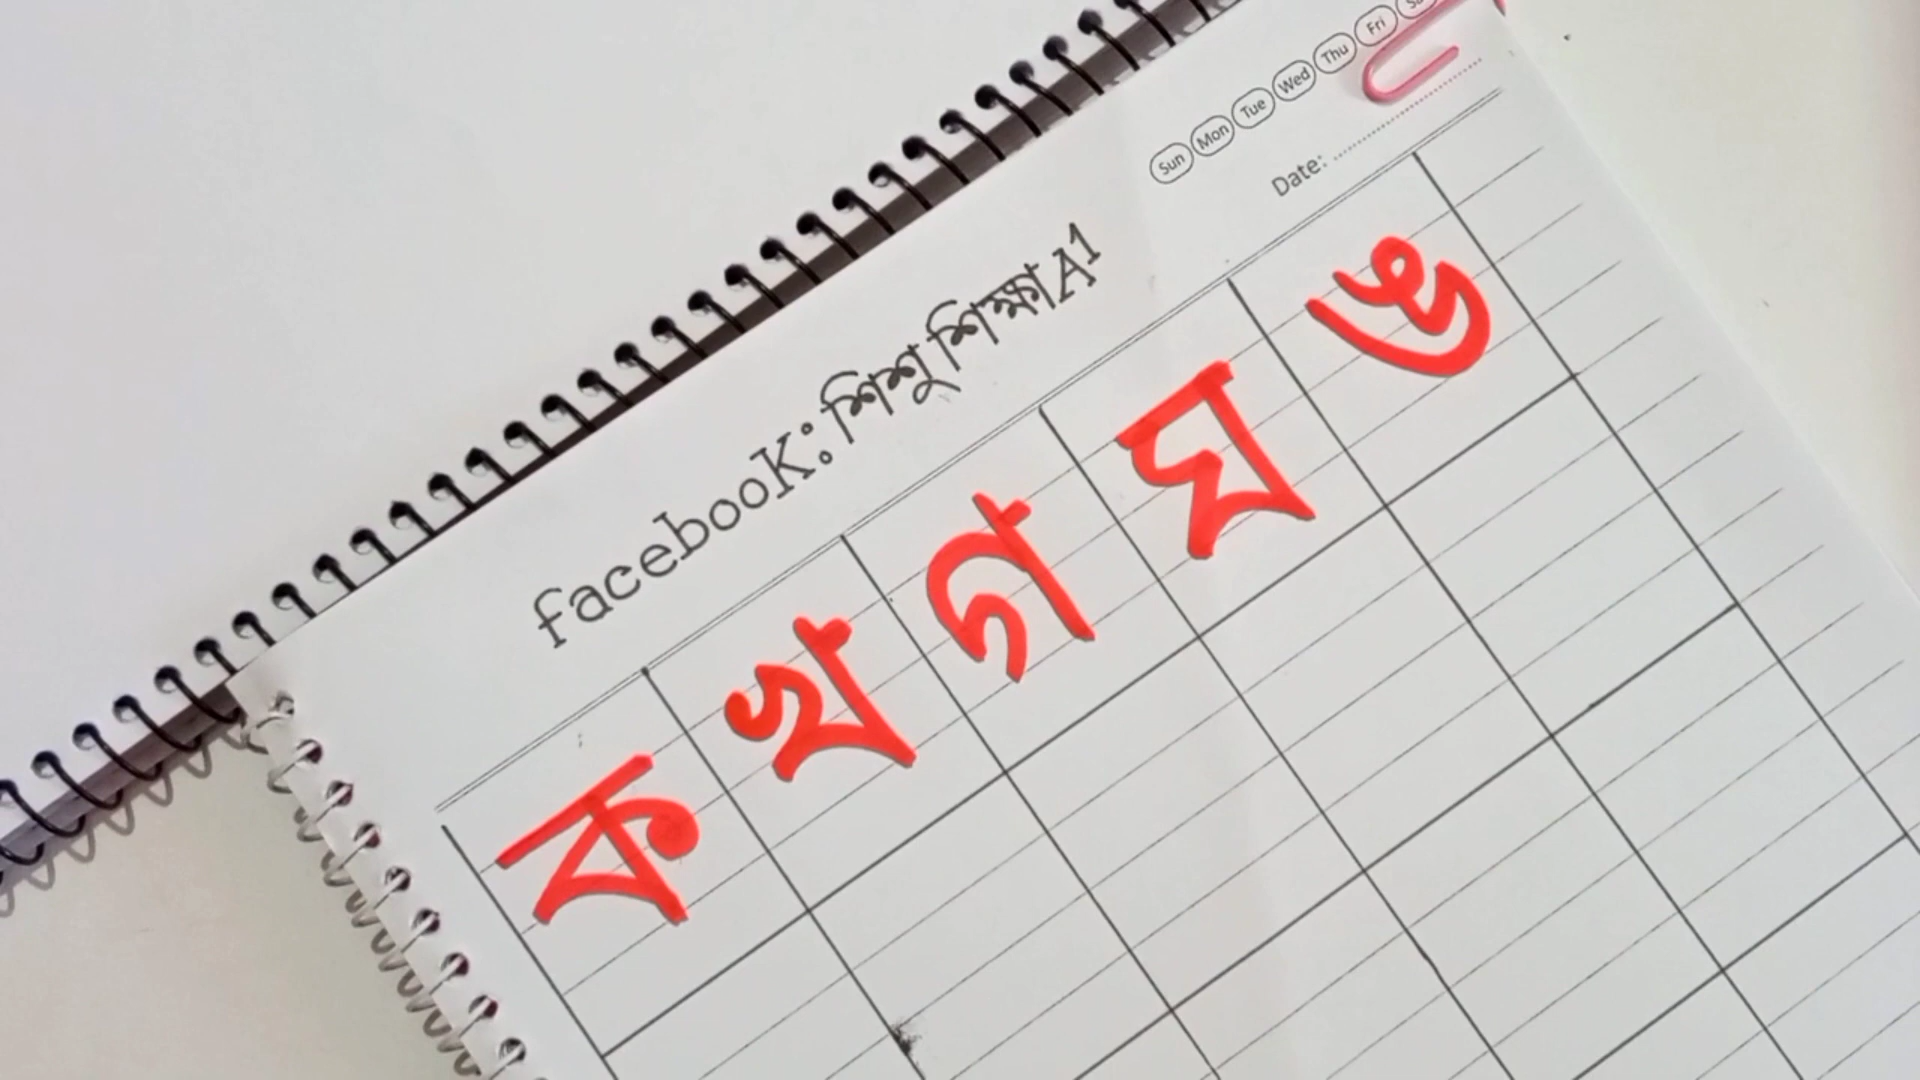 Sun Mon Tue Wed Thu Fri
Date:
facebooK: শিশু শিক্ষা A1
ক খ গ ঘ ঙ